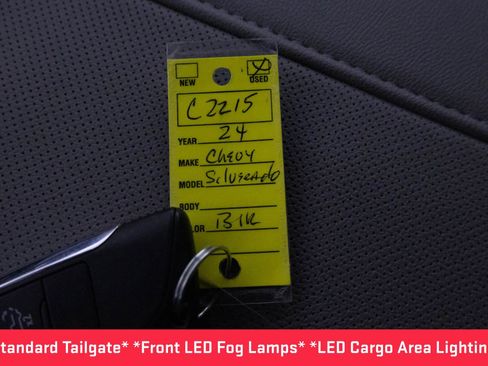 NEW USED
C2215
YEAR 24
MAKE Chevy
MODEL Silverado
BODY
COLOR Blk
tandard Tailgate* *Front LED Fog Lamps* *LED Cargo Area Lightin